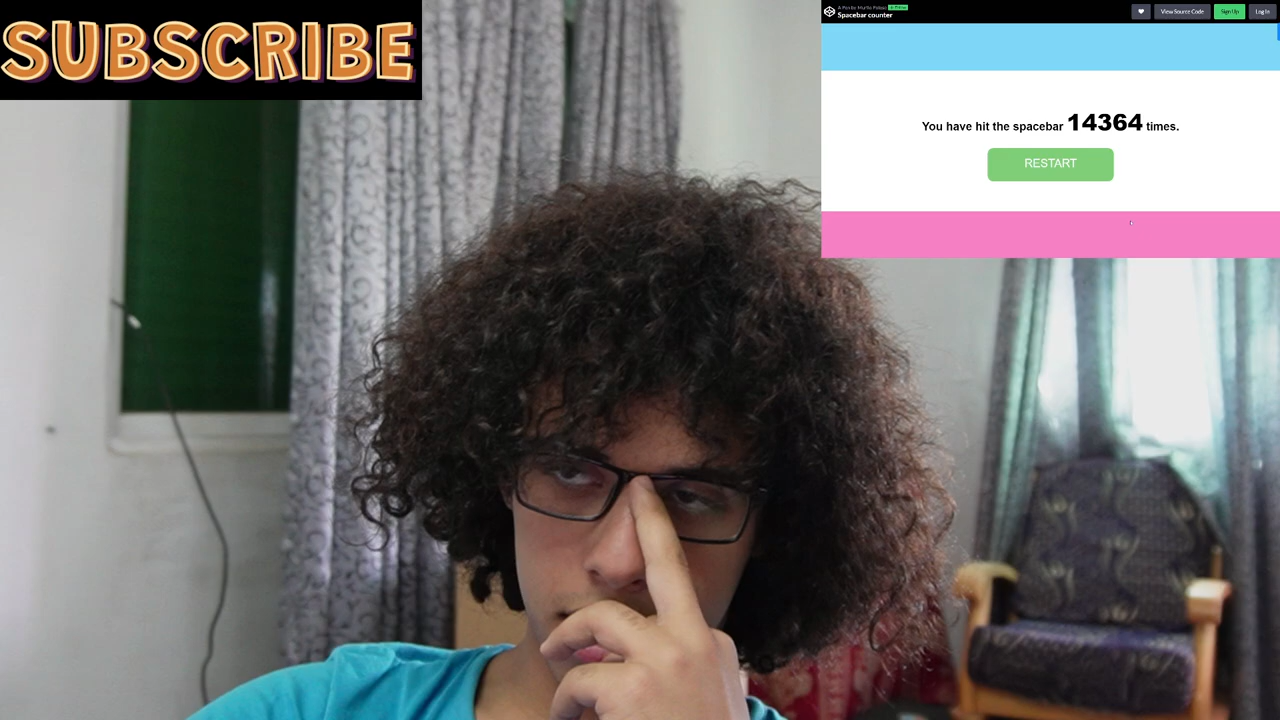 SUBSCRIBE
Spacebar counter
View Source Code
Sign Up
Log In
You have hit the spacebar 14364 times.
RESTART